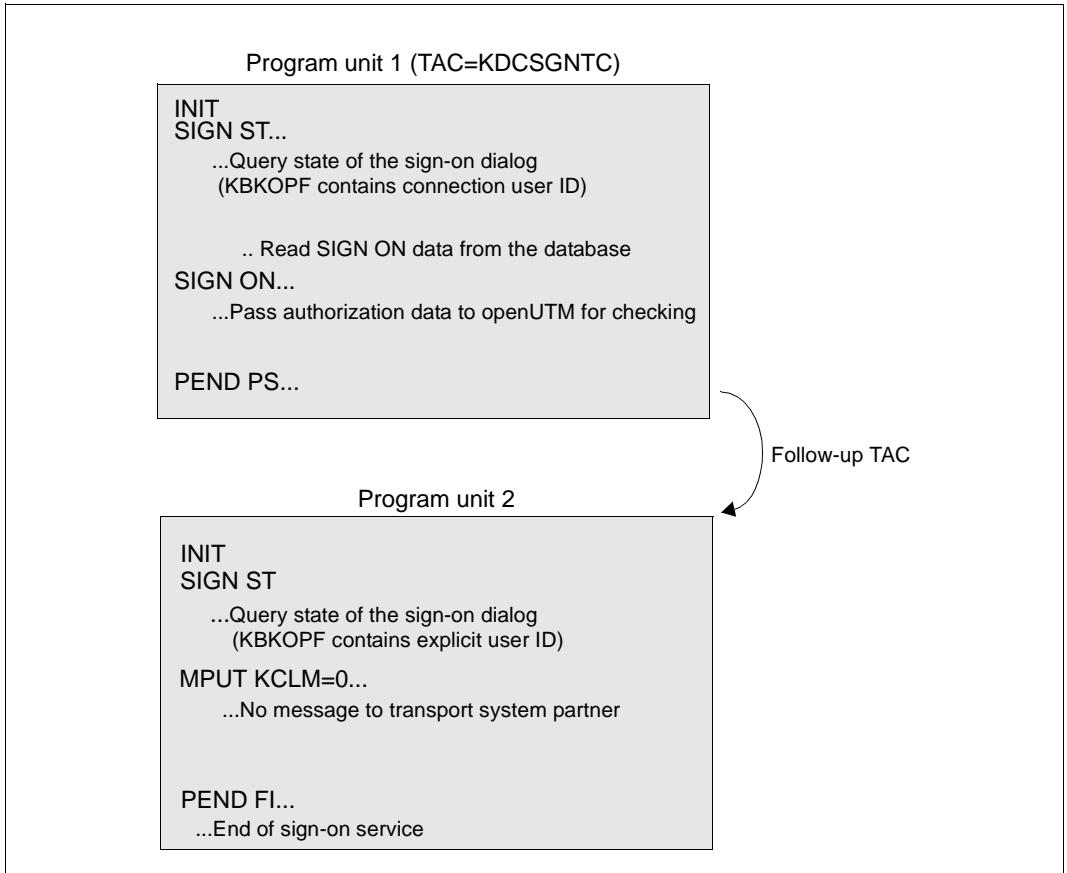 Program unit 1 (TAC=KDCSGNTC)
INIT
SIGN ST...
...Query state of the sign-on dialog
(KBKOPF contains connection user ID)
.. Read SIGN ON data from the database
SIGN ON...
...Pass authorization data to openUTM for checking
PEND PS...
Follow-up TAC
Program unit 2
INIT
SIGN ST
...Query state of the sign-on dialog
(KBKOPF contains explicit user ID)
MPUT KCLM=0...
...No message to transport system partner
PEND FI...
...End of sign-on service